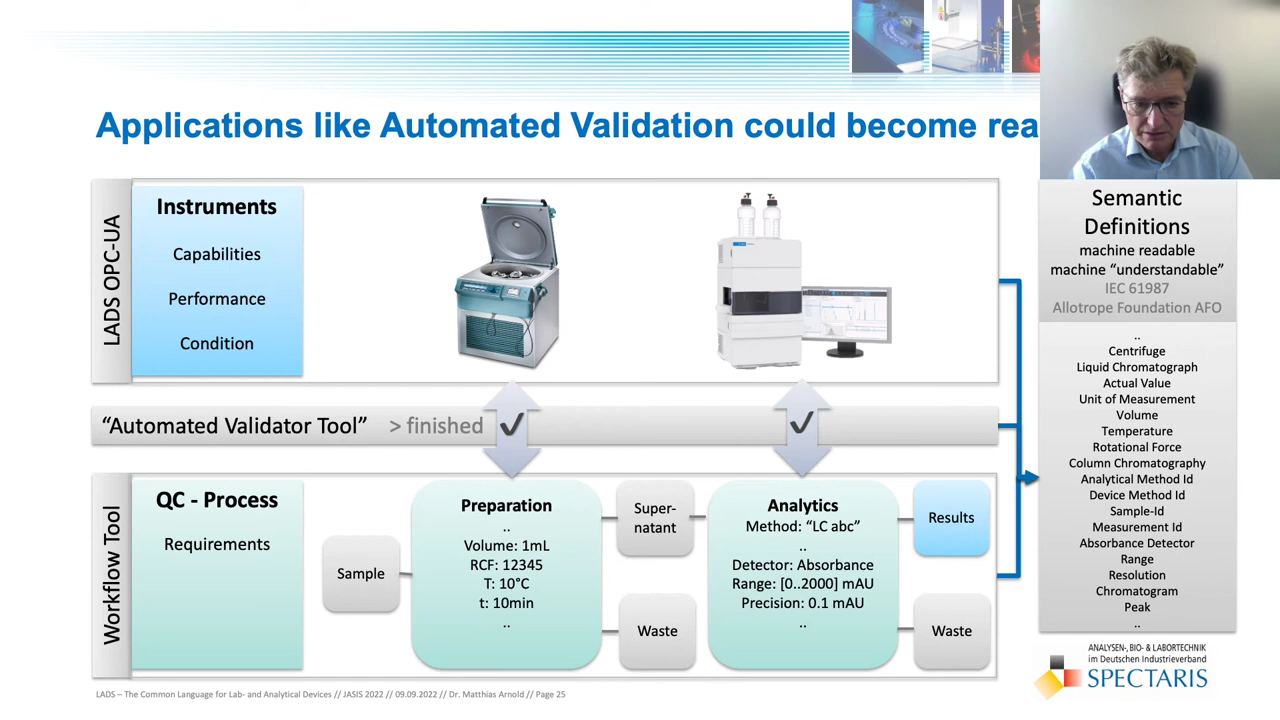 Applications like Automated Validation could become rea
LADS OPC-UA
Instruments
Capabilities
Performance
Condition
“Automated Validator Tool” > finished
Workflow Tool
QC - Process
Requirements
Sample
Preparation
..
Volume: 1mL
RCF: 12345
T: 10°C
t: 10min
..
Super-
natant
Waste
Analytics
Method: “LC abc”
..
Detector: Absorbance
Range: [0..2000] mAU
Precision: 0.1 mAU
..
Results
Waste
Semantic
Definitions
machine readable
machine “understandable”
IEC 61987
Allotrope Foundation AFO
..
Centrifuge
Liquid Chromatograph
Actual Value
Unit of Measurement
Volume
Temperature
Rotational Force
Column Chromatography
Analytical Method Id
Device Method Id
Sample-Id
Measurement Id
Absorbance Detector
Range
Resolution
Chromatogram
Peak
..
ANALYSEN-, BIO- & LABORTECHNIK
im Deutschen Industrieverband
SPECTARIS
LADS – The Common Language for Lab- and Analytical Devices // JASIS 2022 // 09.09.2022 // Dr. Matthias Arnold // Page 25